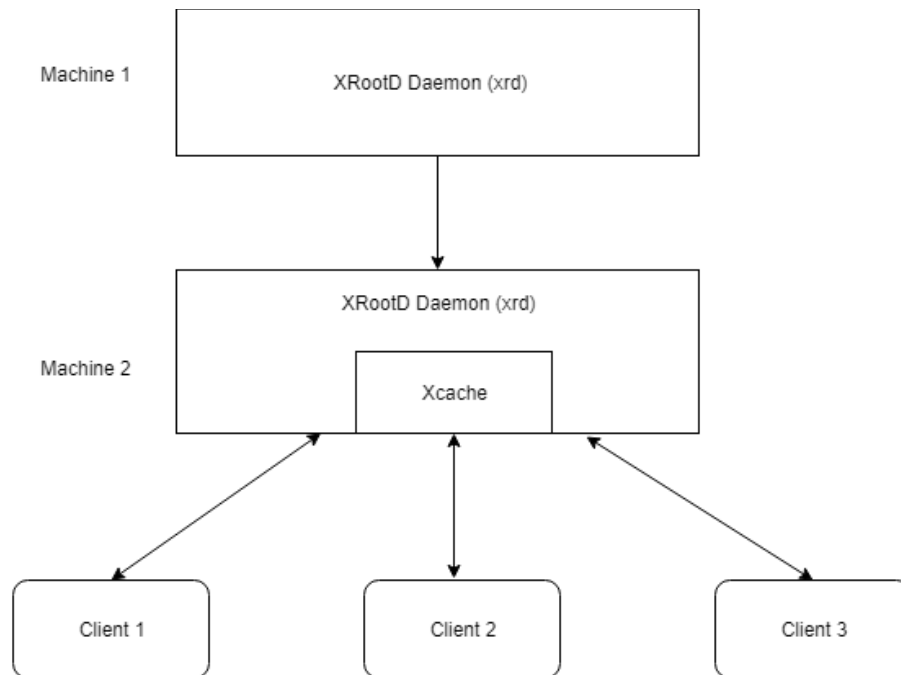 Machine 1
XRootD Daemon (xrd)
XRootD Daemon (xrd)
Machine 2
Xcache
Client 1
Client 2
Client 3